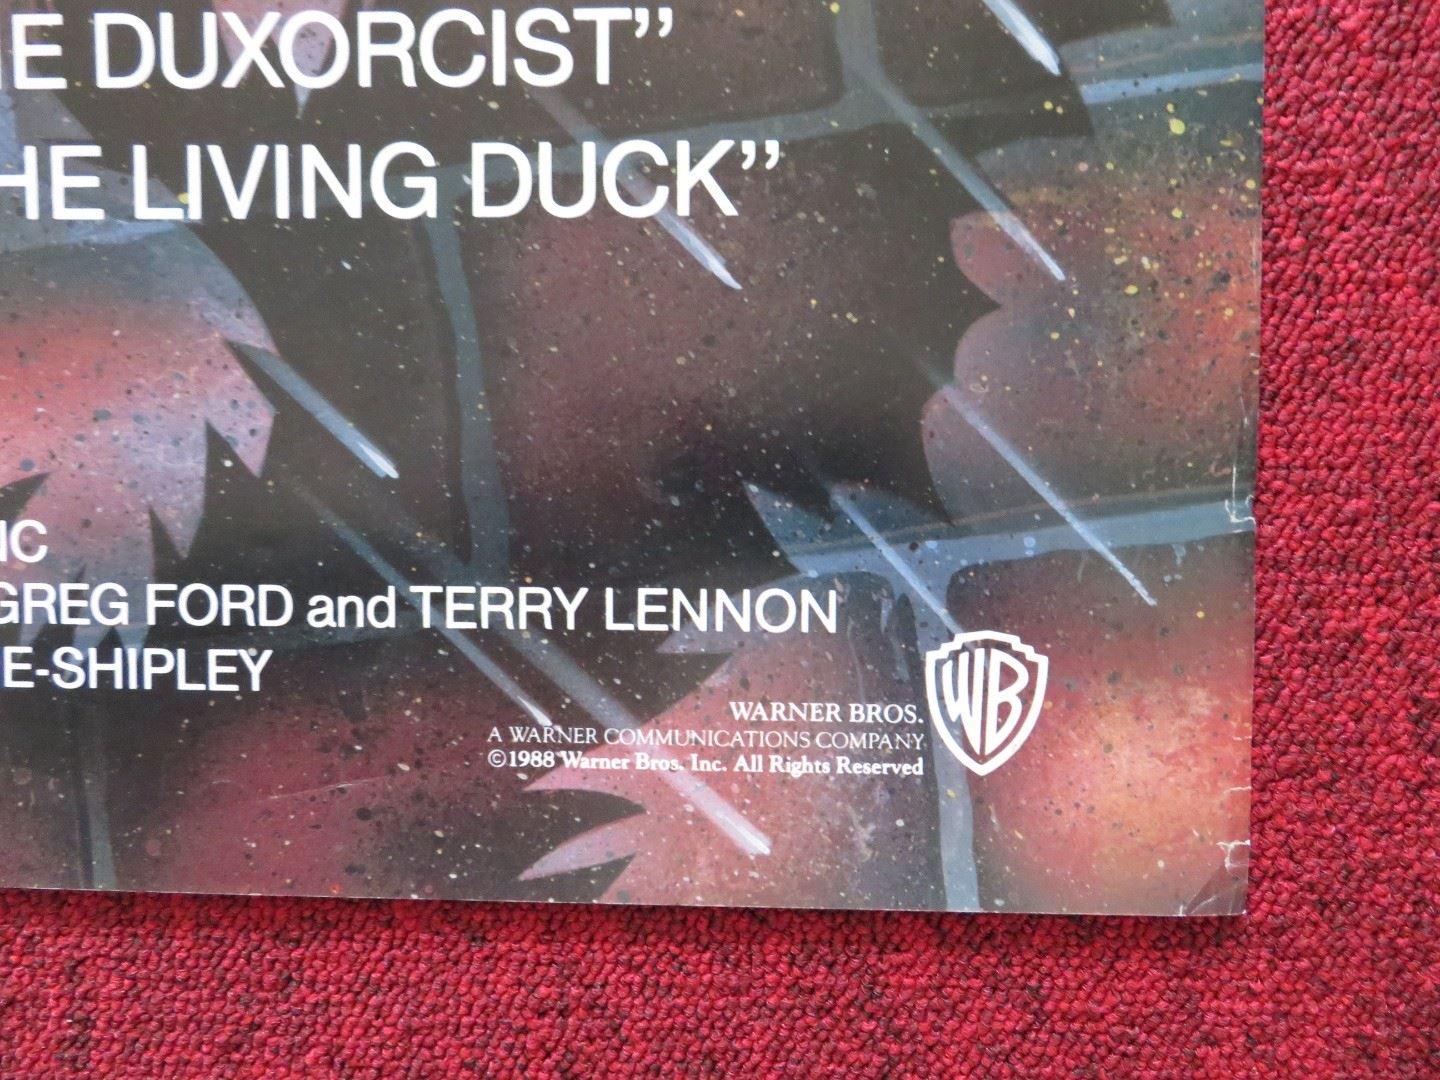 E DUXORCIST”
HE LIVING DUCK”
IC
GREG FORD and TERRY LENNON
E-SHIPLEY
WARNER BROS.
A WARNER COMMUNICATIONS COMPANY
©1988 Warner Bros. Inc. All Rights Reserved
WB